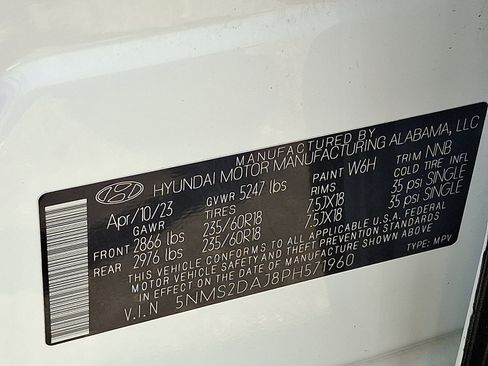 MANUFACTURED BY
HYUNDAI MOTOR MANUFACTURING ALABAMA, LLC
Apr/10/23 GVWR 5247 lbs PAINT W6H TRIM NNB
GAWR TIRES RIMS COLD TIRE INFL
FRONT 2866 lbs 235/60R18 7.5JX18 35 psi SINGLE
REAR 2976 lbs 235/60R18 7.5JX18 35 psi SINGLE
THIS VEHICLE CONFORMS TO ALL APPLICABLE U.S.A. FEDERAL
MOTOR VEHICLE SAFETY AND THEFT PREVENTION STANDARDS
IN EFFECT ON THE DATE OF MANUFACTURE SHOWN ABOVE
V.I.N 5NMS2DAJ8PH571960 TYPE: MPV